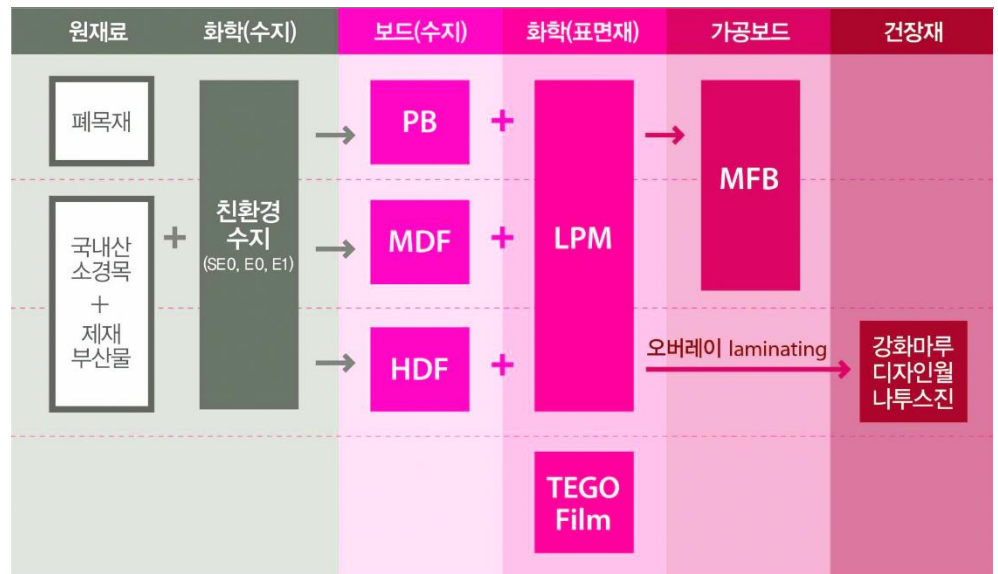 원재료
화학(수지)
보드(수지)
화학(표면재)
가공보드
건장재
폐목재
국내산
소경목
+
제재
부산물
+
친환경
수지
(SE0, E0, E1)
PB
+
MDF
+
HDF
+
LPM
TEGO
Film
MFB
오버레이 laminating
강화마루
디자인월
나투스진